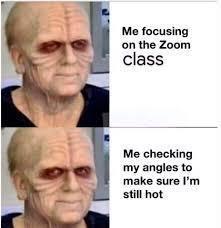 Me focusing
on the Zoom
class
Me checking
my angles to
make sure I'm
still hot